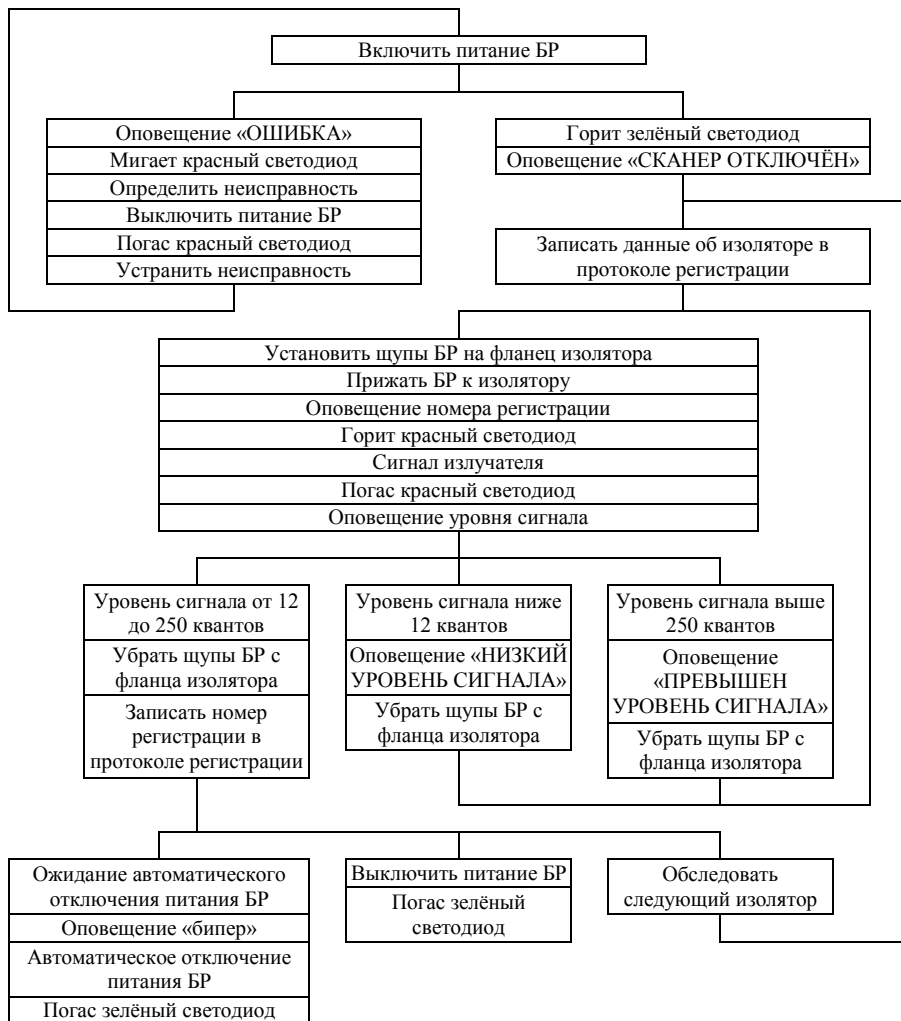 Включить питание БР
Оповещение «ОШИБКА»
Мигает красный светодиод
Определить неисправность
Выключить питание БР
Погас красный светодиод
Устранить неисправность
Горит зелёный светодиод
Оповещение «СКАНЕР ОТКЛЮЧЁН»
Записать данные об изоляторе в
протоколе регистрации
Установить щупы БР на фланец изолятора
Прижать БР к изолятору
Оповещение номера регистрации
Горит красный светодиод
Сигнал излучателя
Погас красный светодиод
Оповещение уровня сигнала
Уровень сигнала от 12
до 250 квантов
Убрать щупы БР с
фланца изолятора
Записать номер
регистрации в
протоколе регистрации
Уровень сигнала ниже
12 квантов
Оповещение «НИЗКИЙ
УРОВЕНЬ СИГНАЛА»
Убрать щупы БР с
фланца изолятора
Уровень сигнала выше
250 квантов
Оповещение
«ПРЕВЫШЕН
УРОВЕНЬ СИГНАЛА»
Убрать щупы БР с
фланца изолятора
Ожидание автоматического
отключения питания БР
Оповещение «бипер»
Автоматическое отключение
питания БР
Погас зелёный светодиод
Выключить питание БР
Погас зелёный
светодиод
Обследовать
следующий изолятор